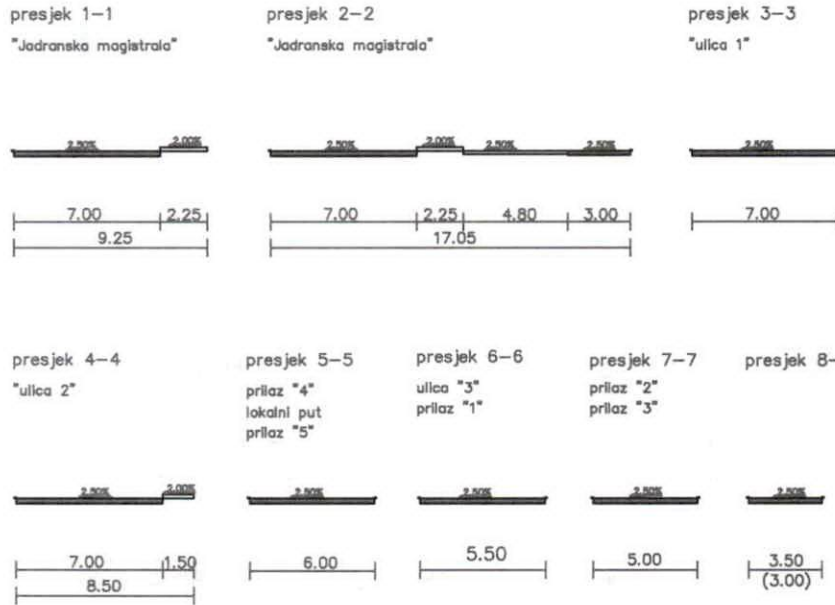 presjek 1-1
"Jadranska magistrala"
2.50% 2.00%
7.00 2.25
9.25
presjek 2-2
"Jadranska magistrala"
2.50% 2.00% 2.50% 2.50%
7.00 2.25 4.80 3.00
17.05
presjek 3-3
"ulica 1"
2.50%
7.00
presjek 4-4
"ulica 2"
2.50% 2.00%
7.00 1.50
8.50
presjek 5-5
prilaz "4"
lokalni put
prilaz "5"
2.50%
6.00
presjek 6-6
ulica "3"
prilaz "1"
2.50%
5.50
presjek 7-7
prilaz "2"
prilaz "3"
2.50%
5.00
presjek 8-
2.50%
3.50
(3.00)